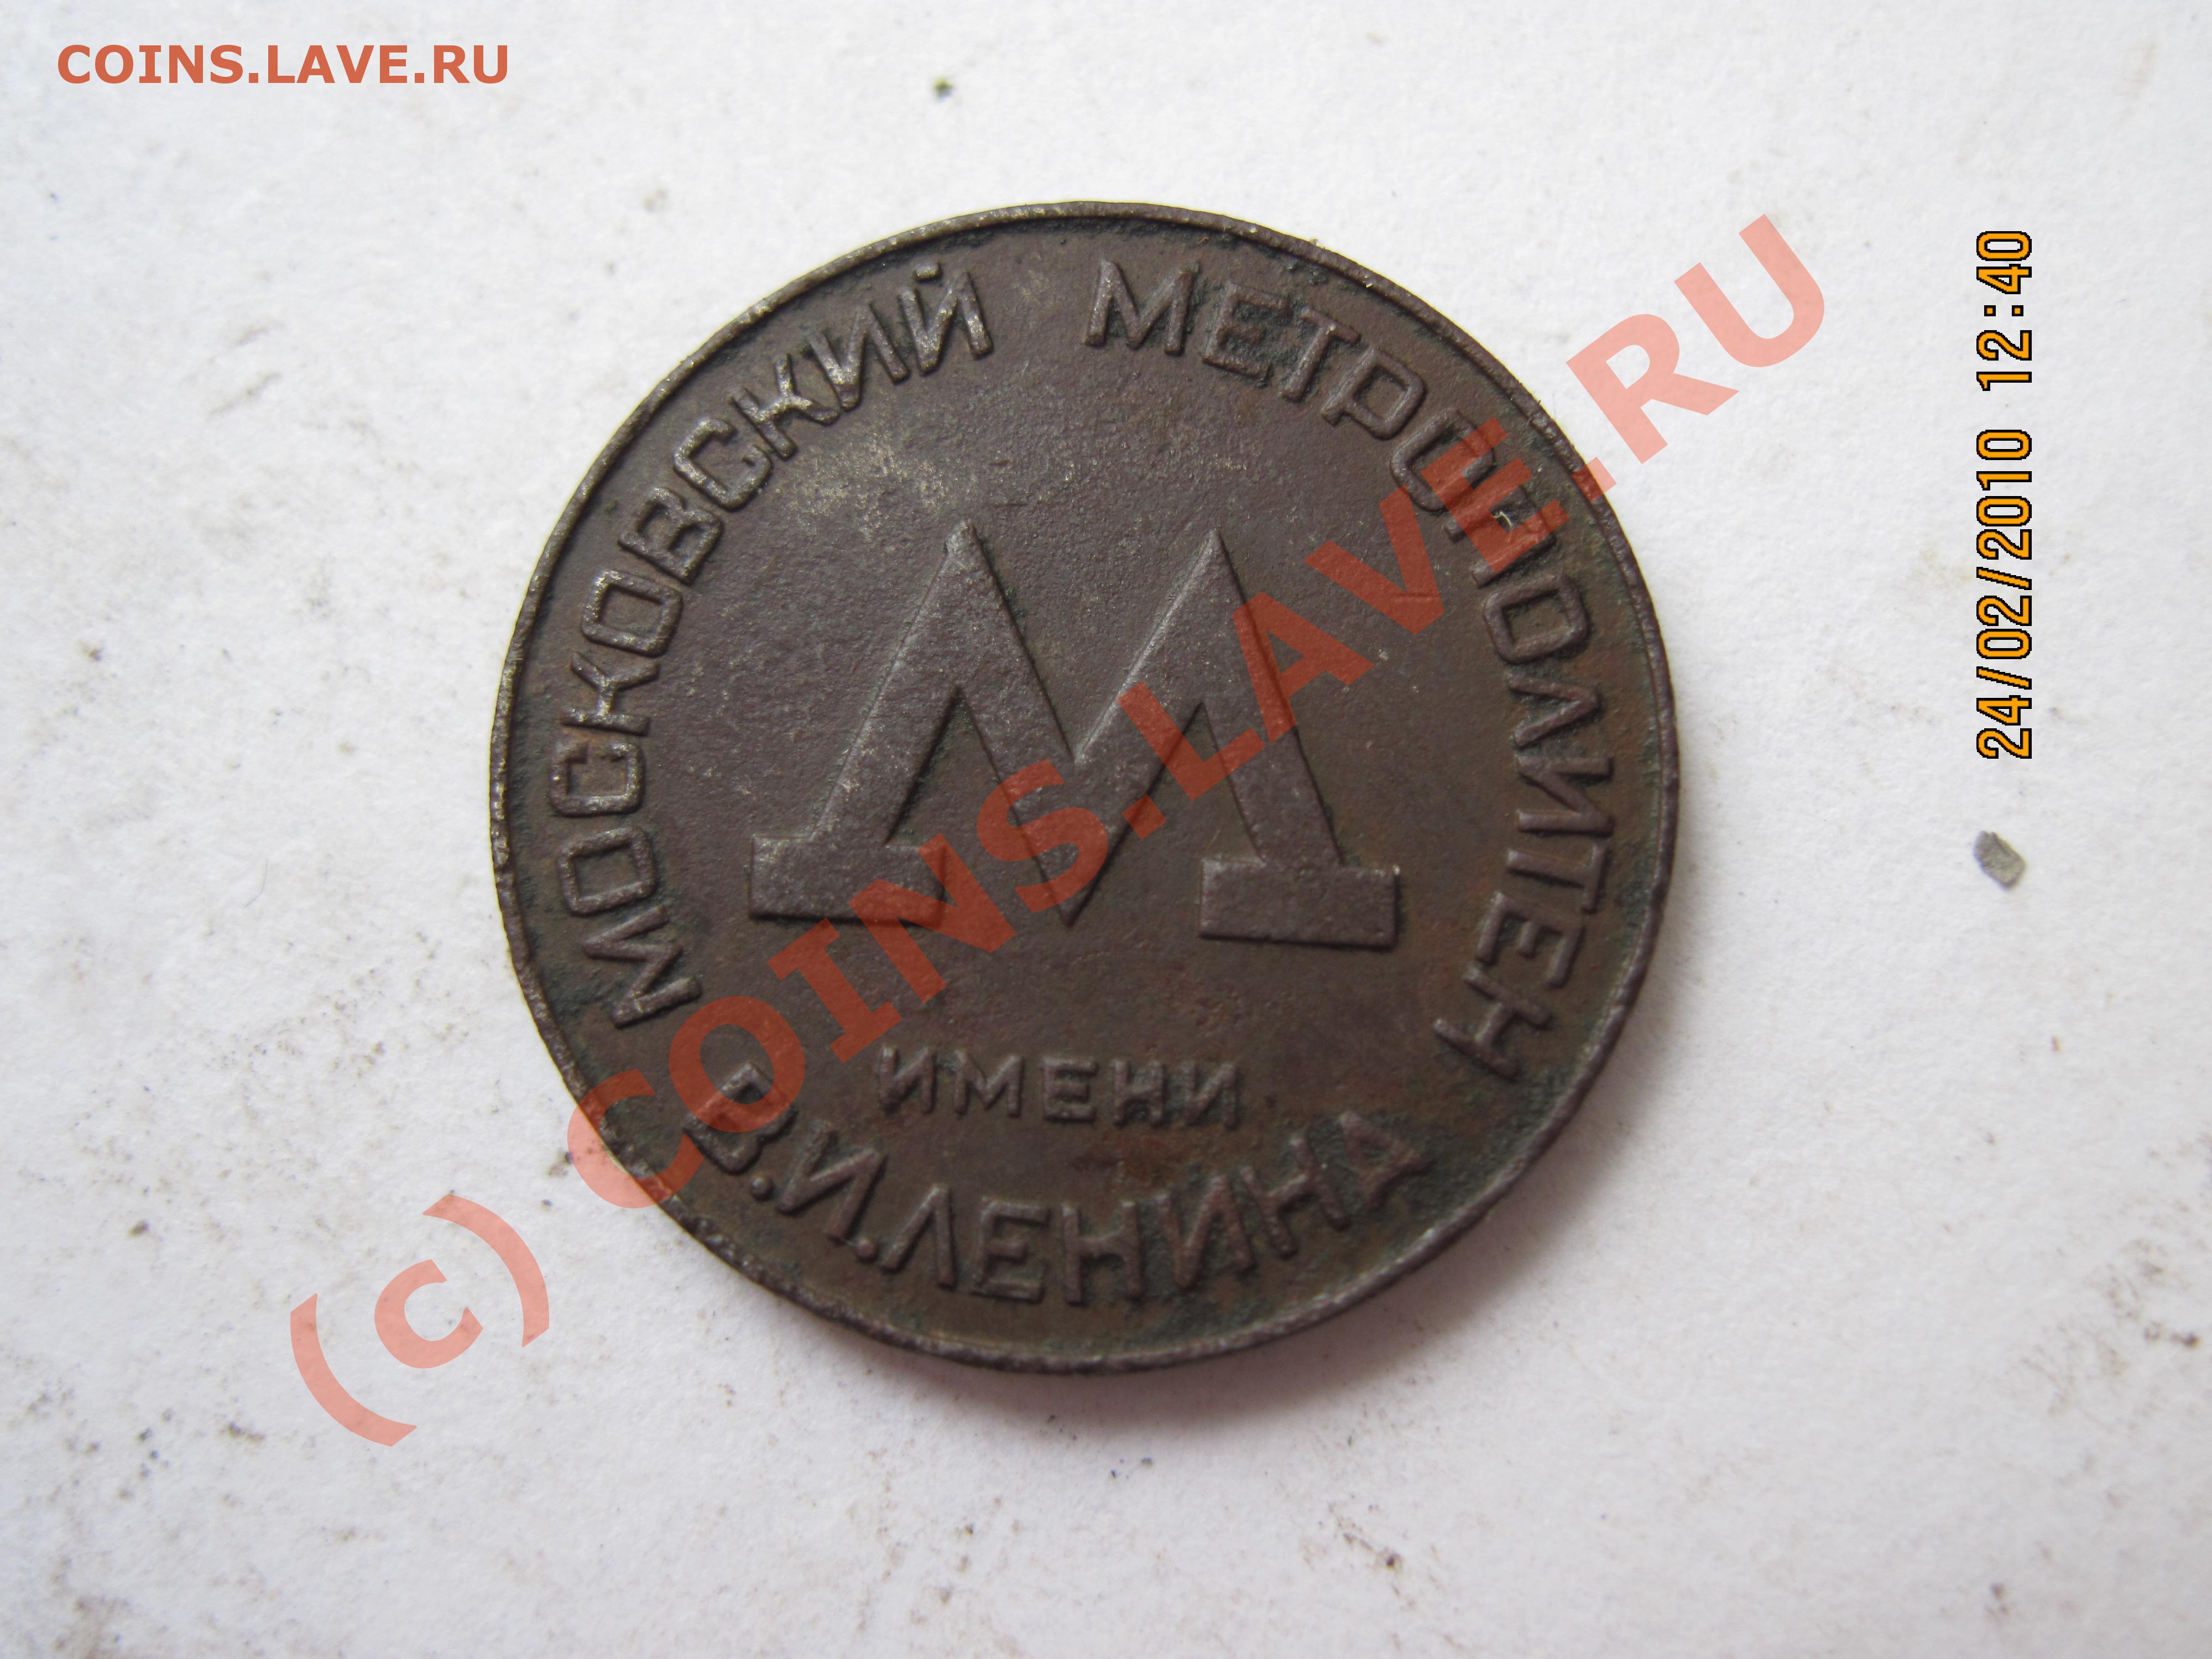 COINS.LAVE.RU
МОСКОВСКИЙ МЕТРОПОЛИТЕН
М
ИМЕНИ
В.И.ЛЕНИНА
(c) COINS.LAVE.RU
24/02/2010 12:40